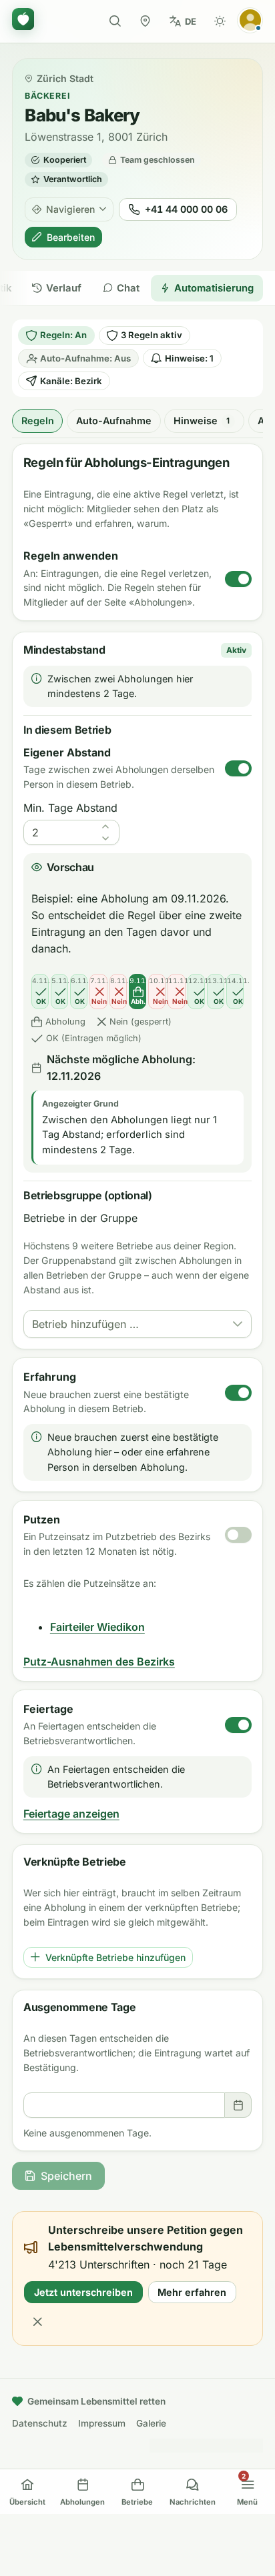 DE
Zürich Stadt
BÄCKEREI
Babu's Bakery
Löwenstrasse 1, 8001 Zürich
Kooperiert
Team geschlossen
Verantwortlich
Navigieren
+41 44 000 00 06
Bearbeiten
Verlauf
Chat
Automatisierung
Regeln: An
3 Regeln aktiv
Auto-Aufnahme: Aus
Hinweise: 1
Kanäle: Bezirk
Regeln
Auto-Aufnahme
Hinweise 1
Regeln für Abholungs-Eintragungen
Eine Eintragung, die eine aktive Regel verletzt, ist
nicht möglich: Mitglieder sehen den Platz als
«Gesperrt» und erfahren, warum.
Regeln anwenden
An: Eintragungen, die eine Regel verletzen,
sind nicht möglich. Die Regeln stehen für
Mitglieder auf der Seite «Abholungen».
Mindestabstand
Aktiv
Zwischen zwei Abholungen hier
mindestens 2 Tage.
In diesem Betrieb
Eigener Abstand
Tage zwischen zwei Abholungen derselben
Person in diesem Betrieb.
Min. Tage Abstand
2
Vorschau
Beispiel: eine Abholung am 09.11.2026.
So entscheidet die Regel über eine zweite
Eintragung an den Tagen davor und
danach.
4.11. 5.11. 6.11. 7.11. 8.11. 9.11. 10.11. 11.11. 12.11. 13.11. 14.11.
OK OK OK Nein Nein Abh. Nein Nein OK OK OK
Abholung
Nein (gesperrt)
OK (Eintragen möglich)
Nächste mögliche Abholung:
12.11.2026
Angezeigter Grund
Zwischen den Abholungen liegt nur 1
Tag Abstand; erforderlich sind
mindestens 2 Tage.
Betriebsgruppe (optional)
Betriebe in der Gruppe
Höchstens 9 weitere Betriebe aus deiner Region.
Der Gruppenabstand gilt zwischen Abholungen in
allen Betrieben der Gruppe – auch wenn der eigene
Abstand aus ist.
Betrieb hinzufügen ...
Erfahrung
Neue brauchen zuerst eine bestätigte
Abholung in diesem Betrieb.
Neue brauchen zuerst eine bestätigte
Abholung hier – oder eine erfahrene
Person in derselben Abholung.
Putzen
Ein Putzeinsatz im Putzbetrieb des Bezirks
in den letzten 12 Monaten ist nötig.
Es zählen die Putzeinsätze an:
• Fairteiler Wiedikon
Putz-Ausnahmen des Bezirks
Feiertage
An Feiertagen entscheiden die
Betriebsverantwortlichen.
An Feiertagen entscheiden die
Betriebsverantwortlichen.
Feiertage anzeigen
Verknüpfte Betriebe
Wer sich hier einträgt, braucht im selben Zeitraum
eine Abholung in einem der verknüpften Betriebe;
beim Eintragen wird sie gleich mitgewählt.
Verknüpfte Betriebe hinzufügen
Ausgenommene Tage
An diesen Tagen entscheiden die
Betriebsverantwortlichen; die Eintragung wartet auf
Bestätigung.
Keine ausgenommenen Tage.
Speichern
Unterschreibe unsere Petition gegen
Lebensmittelverschwendung
4'213 Unterschriften · noch 21 Tage
Jetzt unterschreiben
Mehr erfahren
Gemeinsam Lebensmittel retten
Datenschutz
Impressum
Galerie
2
Übersicht
Abholungen
Betriebe
Nachrichten
Menü